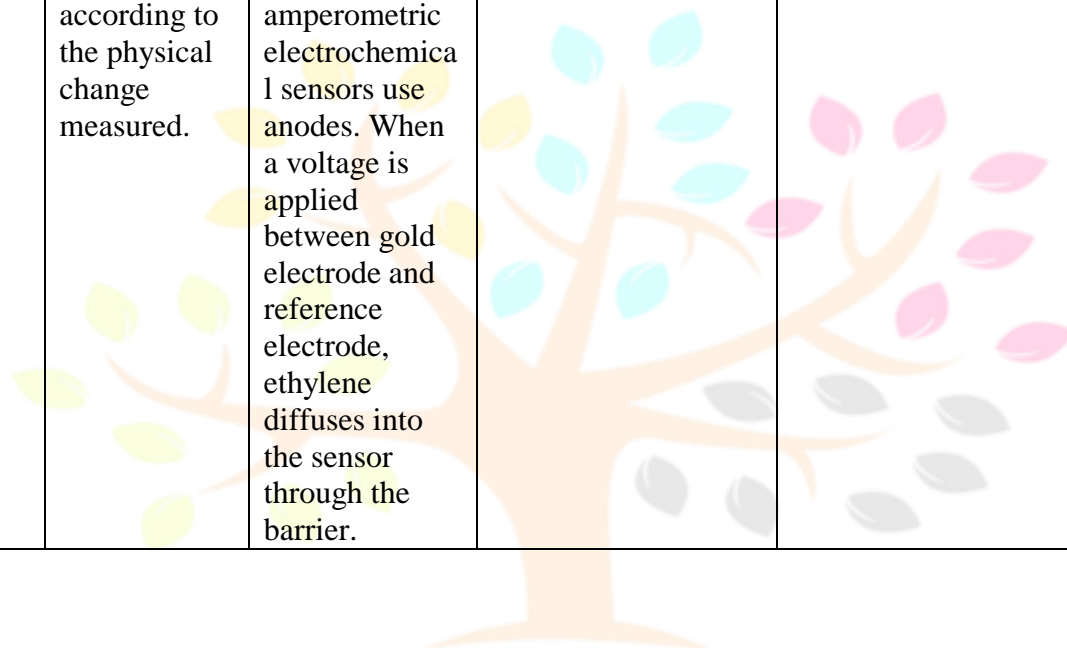 according to
the physical
change
measured.
amperometric
electrochemica
l sensors use
anodes. When
a voltage is
applied
between gold
electrode and
reference
electrode,
ethylene
diffuses into
the sensor
through the
barrier.